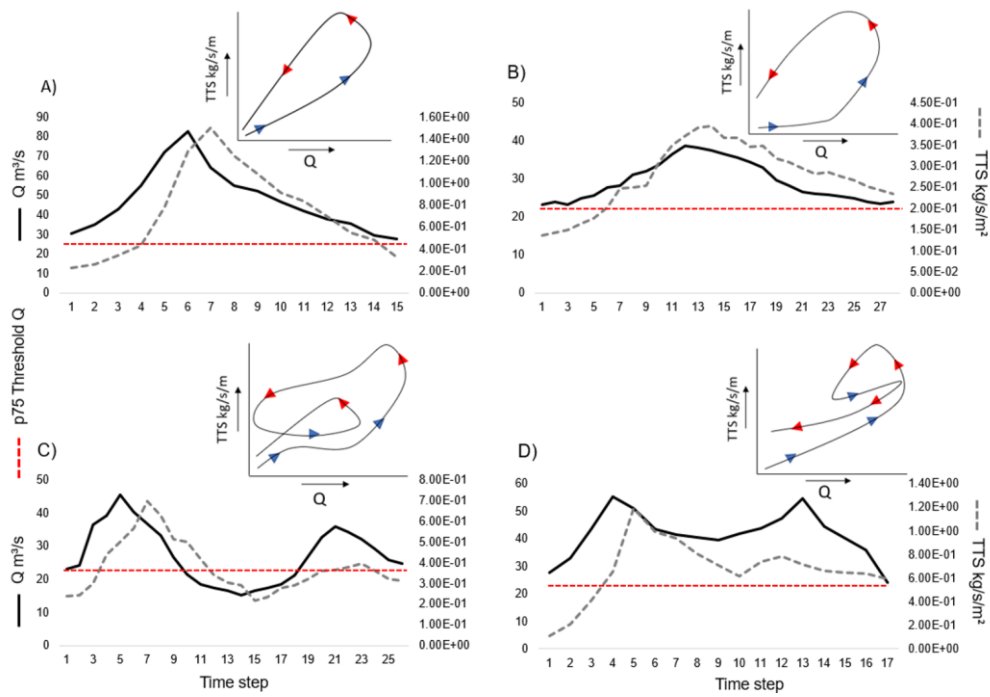 A)
TTS kg/s/m
Q
90
80
70
60
50
40
30
20
10
0
1.60E+00
1.40E+00
1.20E+00
1.00E+00
8.00E-01
6.00E-01
4.00E-01
2.00E-01
0.00E+00
1 2 3 4 5 6 7 8 9 10 11 12 13 14 15
B)
TTS kg/s/m
Q
50
40
30
20
10
0
4.50E-01
4.00E-01
3.50E-01
3.00E-01
2.50E-01
2.00E-01
1.50E-01
1.00E-01
5.00E-02
0.00E+00
1 3 5 7 9 11 13 15 17 19 21 23 25 27
Q m³/s
TTS kg/s/m²
p75 Threshold Q
C)
TTS kg/s/m
Q
50
40
30
20
10
0
8.00E-01
7.00E-01
6.00E-01
5.00E-01
4.00E-01
3.00E-01
2.00E-01
1.00E-01
0.00E+00
1 3 5 7 9 11 13 15 17 19 21 23 25
Time step
D)
TTS kg/s/m
Q
60
50
40
30
20
10
0
1.40E+00
1.20E+00
1.00E+00
8.00E-01
6.00E-01
4.00E-01
2.00E-01
0.00E+00
1 2 3 4 5 6 7 8 9 10 11 12 13 14 15 16 17
Time step
Q m³/s
TTS kg/s/m²